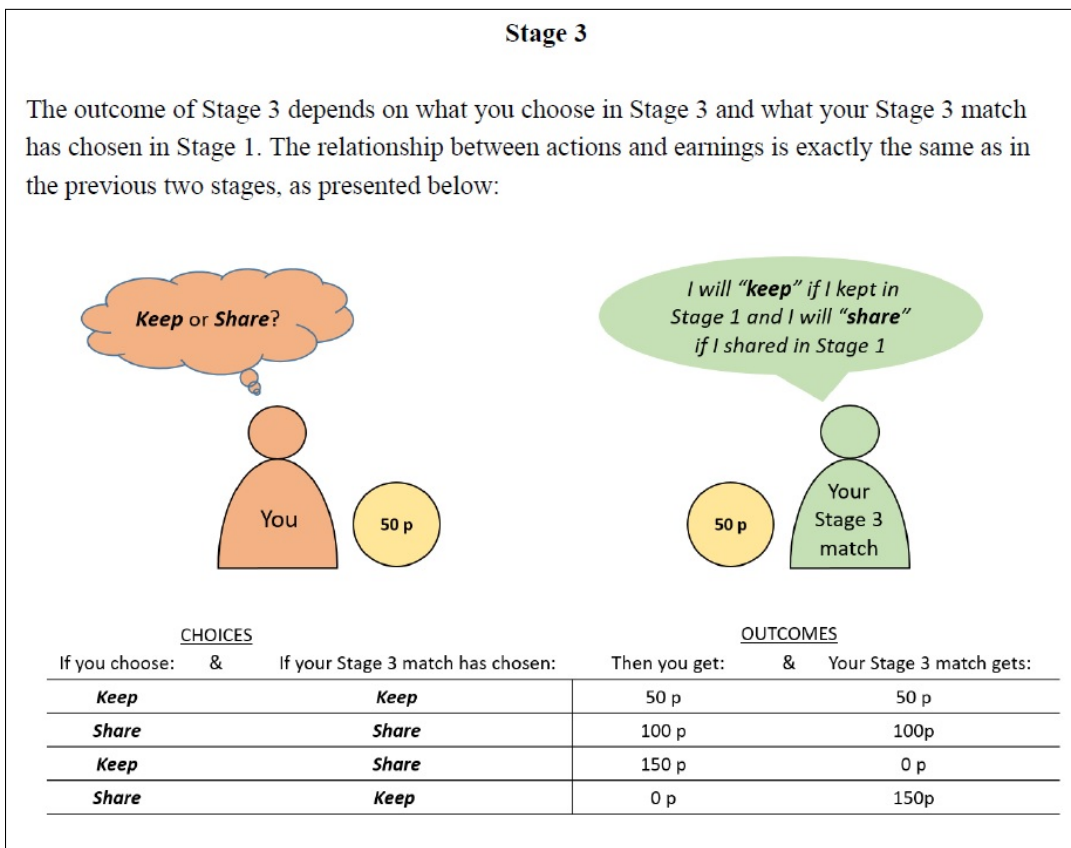 Stage 3
The outcome of Stage 3 depends on what you choose in Stage 3 and what your Stage 3 match
has chosen in Stage 1. The relationship between actions and earnings is exactly the same as in
the previous two stages, as presented below:
Keep or Share?
I will “keep” if I kept in
Stage 1 and I will “share”
if I shared in Stage 1
You
50 p
50 p
Your
Stage 3
match
CHOICES OUTCOMES
If you choose: & If your Stage 3 match has chosen: Then you get: & Your Stage 3 match gets:
Keep Keep 50 p 50 p
Share Share 100 p 100p
Keep Share 150 p 0 p
Share Keep 0 p 150p